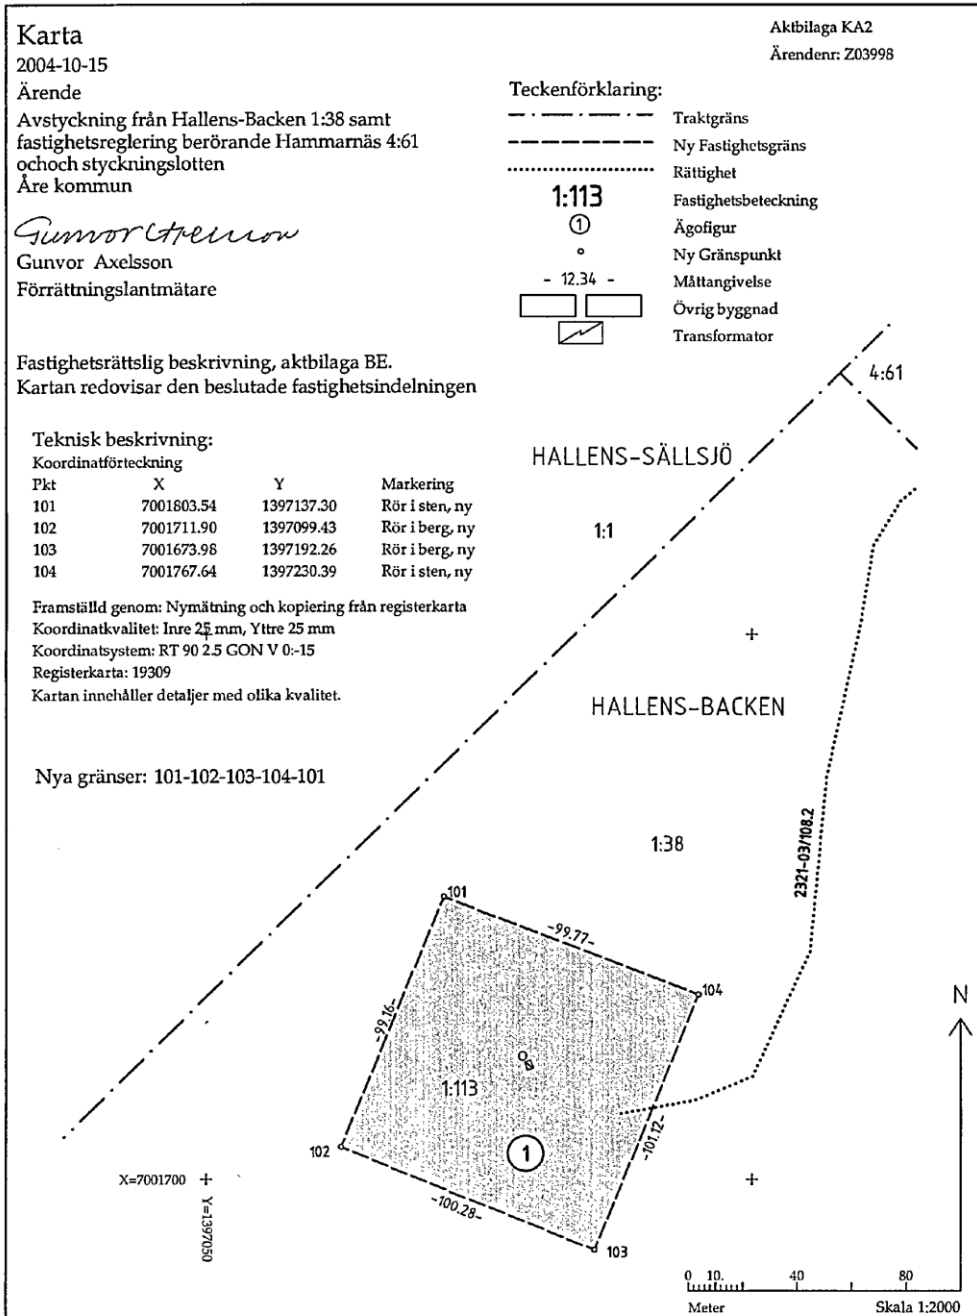 Karta
2004-10-15
Ärende
Avstyckning från Hallens-Backen 1:38 samt
fastighetsreglering berörande Hammarnäs 4:61
ochoch styckningslotten
Åre kommun
Gunvor Axelsson
Förrättningslantmätare
Aktbilaga KA2
Ärendenr: Z03998
Teckenförklaring:
Traktgräns
Ny Fastighetsgräns
Rättighet
1:113 Fastighetsbeteckning
1 Ägofigur
Ny Gränspunkt
- 12.34 - Måttangivelse
Övrig byggnad
Transformator
Fastighetsrättslig beskrivning, aktbilaga BE.
Kartan redovisar den beslutade fastighetsindelningen
Teknisk beskrivning:
Koordinatförteckning
Pkt X Y Markering
101 7001803.54 1397137.30 Rör i sten, ny
102 7001711.90 1397099.43 Rör i berg, ny
103 7001673.98 1397192.26 Rör i berg, ny
104 7001767.64 1397230.39 Rör i sten, ny
Framställd genom: Nymätning och kopiering från registerkarta
Koordinatkvalitet: Inre 25 mm, Yttre 25 mm
Koordinatsystem: RT 90 2.5 GON V 0:-15
Registerkarta: 19309
Kartan innehåller detaljer med olika kvalitet.
Nya gränser: 101-102-103-104-101
4:61
HALLENS-SÄLLSJÖ
1:1
HALLENS-BACKEN
1:38
2321-03/108.2
101
-99.77-
104
-99.16-
1:113
-101.12-
102
1
-100.28-
103
X=7001700
Y=1397050
N
0 10. 40 80
Meter Skala 1:2000